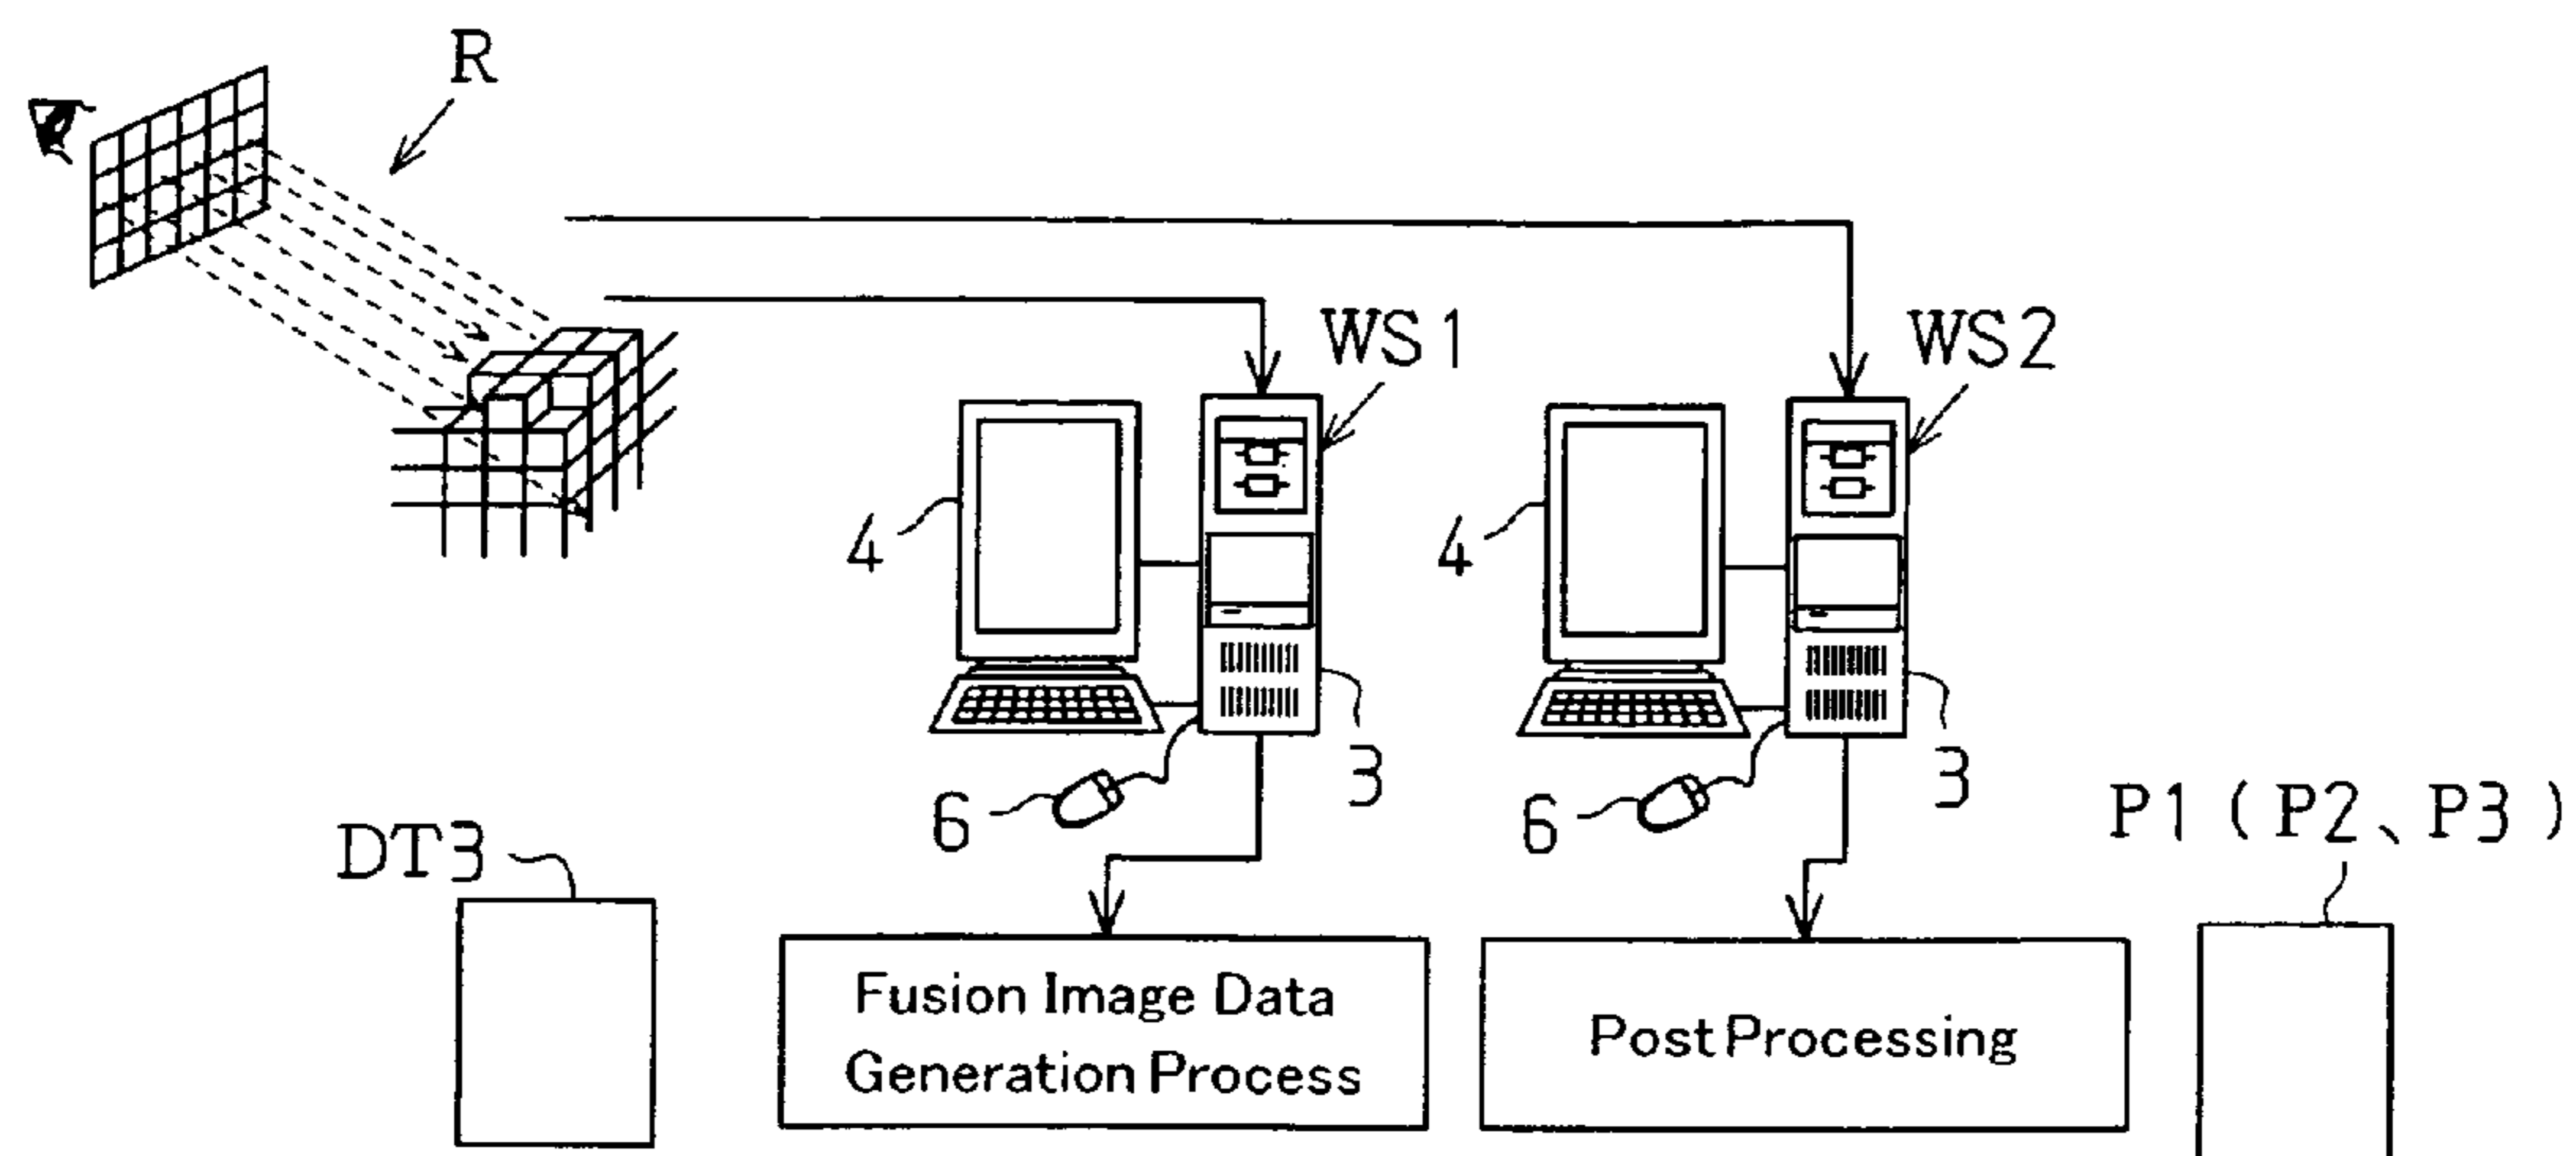 R
WS1
WS2
4
4
3
3
6
6
DT3
P1 (P2、P3)
Fusion Image Data
Generation Process
Post Processing